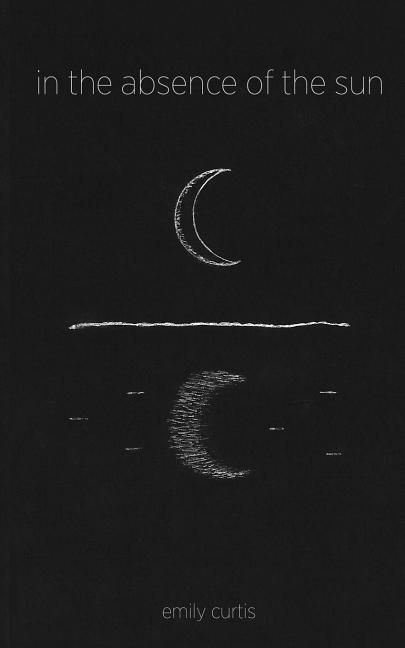 in the absence of the sun
emily curtis